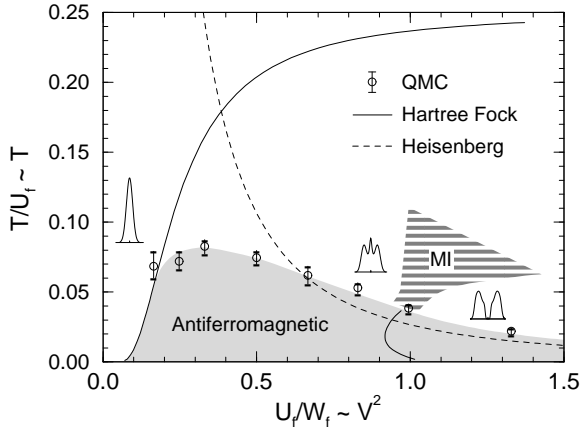 0.25
0.20
0.15
0.10
0.05
0.00
T/U_f ~ T
QMC
Hartree Fock
Heisenberg
MI
Antiferromagnetic
0.0
0.5
1.0
1.5
U_f/W_f ~ V^2